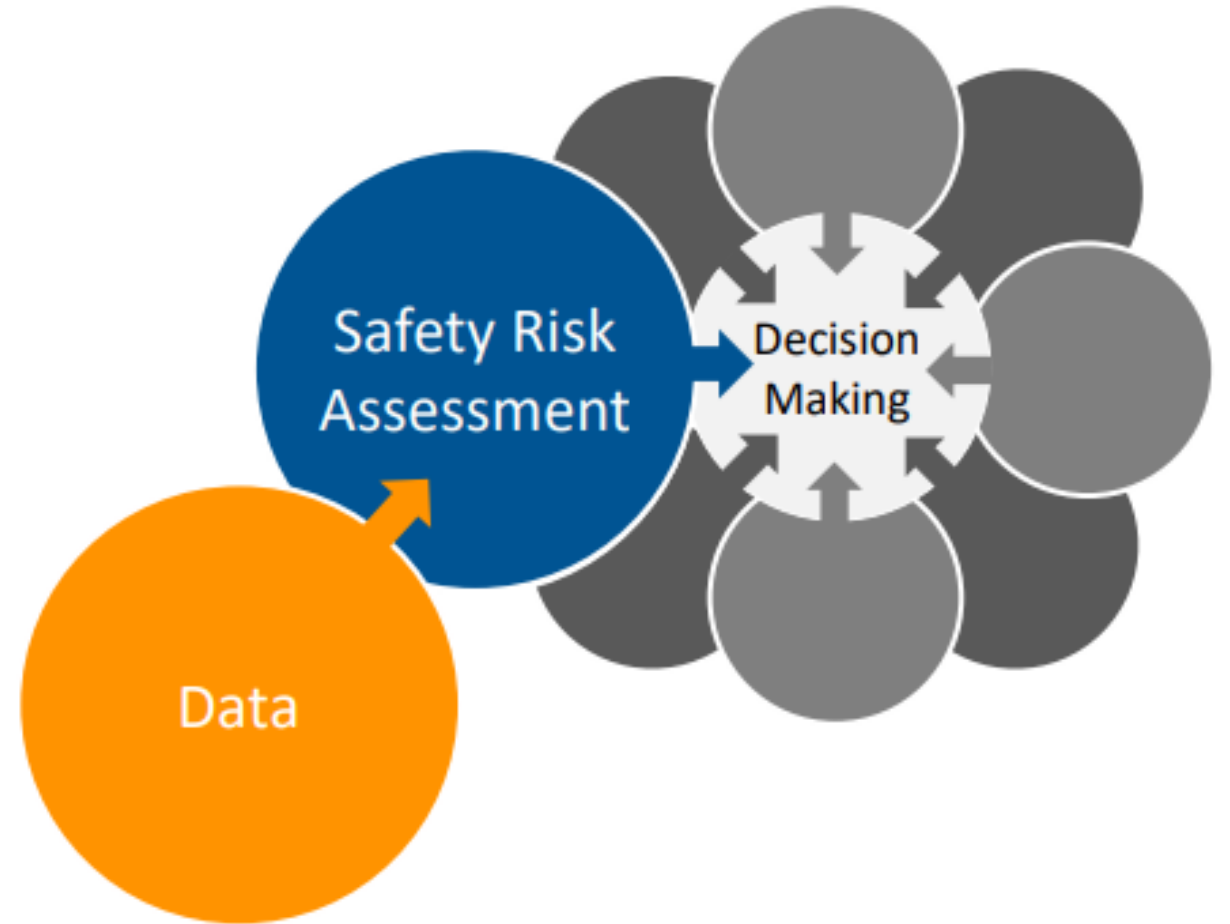 Safety Risk
Assessment
Decision
Making
Data